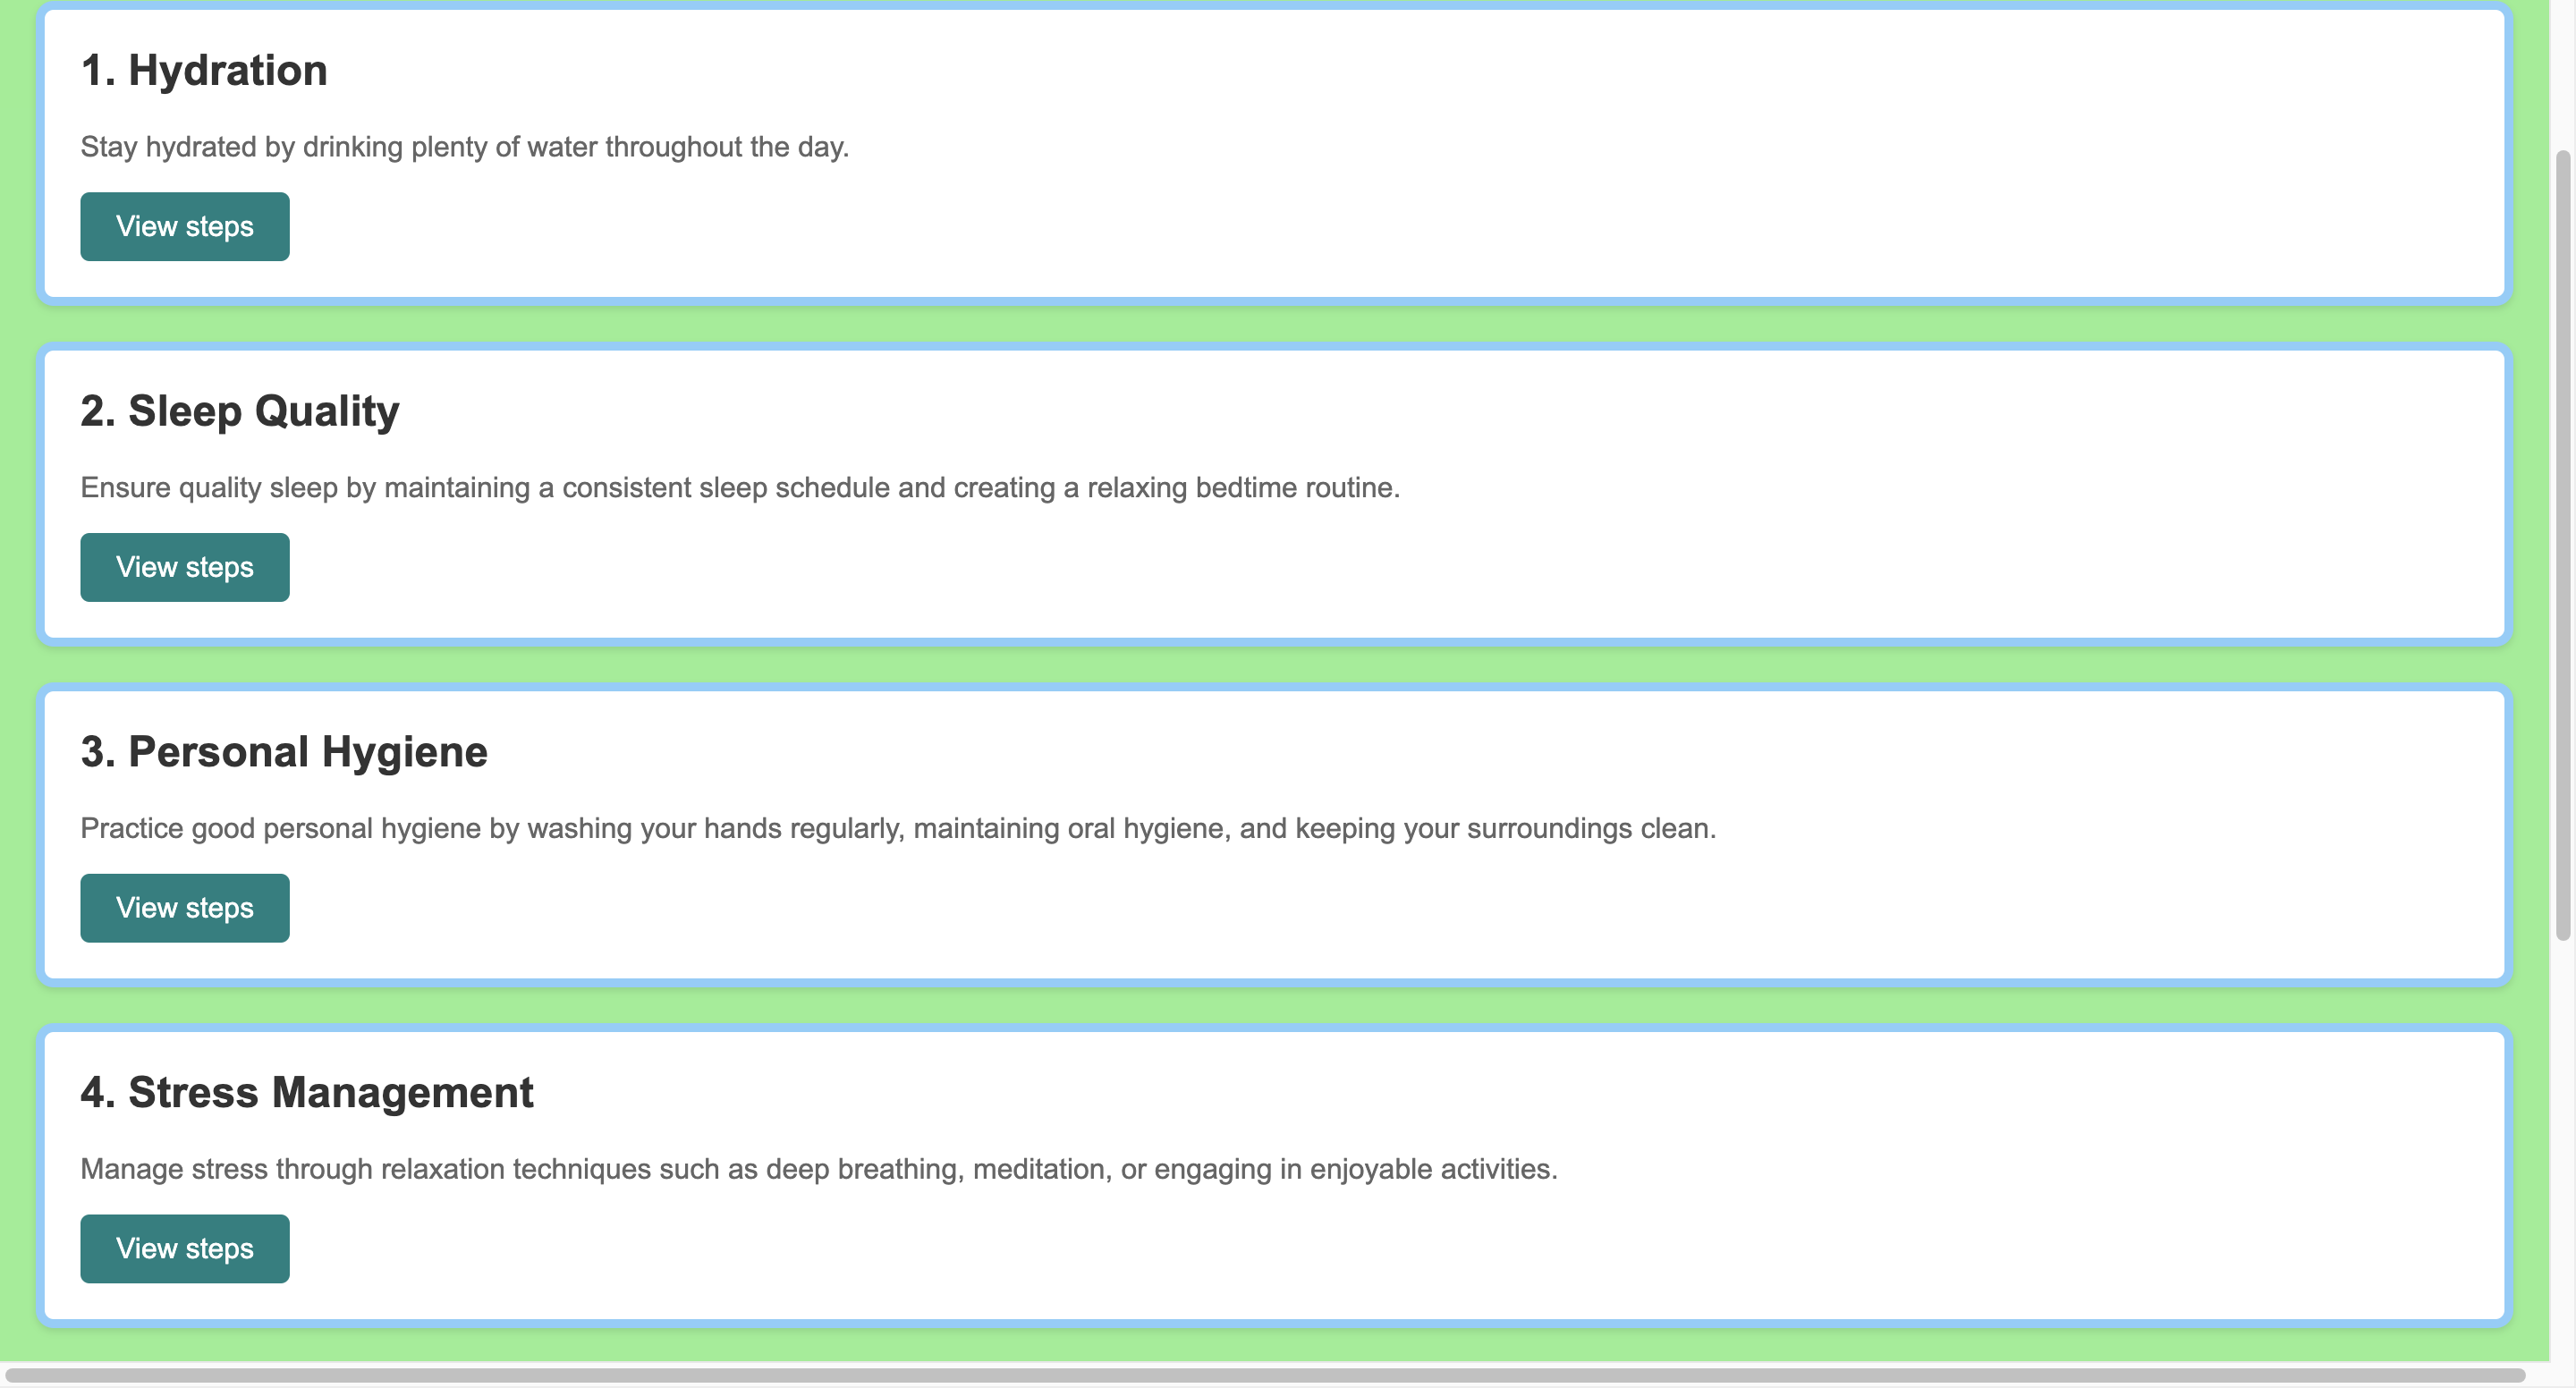 1. Hydration
Stay hydrated by drinking plenty of water throughout the day.
View steps
2. Sleep Quality
Ensure quality sleep by maintaining a consistent sleep schedule and creating a relaxing bedtime routine.
View steps
3. Personal Hygiene
Practice good personal hygiene by washing your hands regularly, maintaining oral hygiene, and keeping your surroundings clean.
View steps
4. Stress Management
Manage stress through relaxation techniques such as deep breathing, meditation, or engaging in enjoyable activities.
View steps